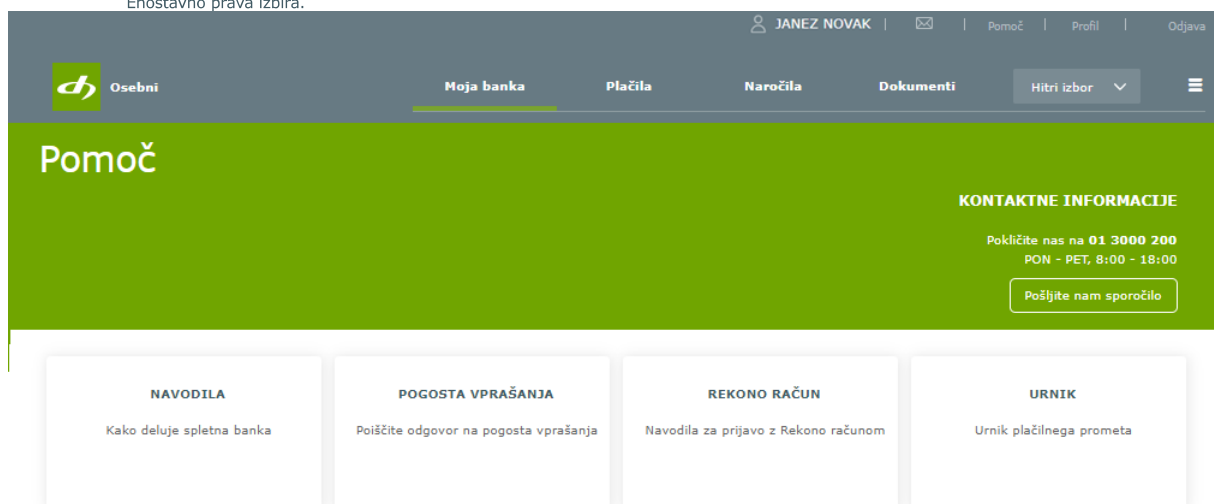 Enostavno prava izbira.
JANEZ NOVAK | | Pomoč | Profil | Odjava
Osebni Moja banka Plačila Naročila Dokumenti Hitri izbor
Pomoč
KONTAKTNE INFORMACIJE
Pokličite nas na 01 3000 200
PON - PET, 8:00 - 18:00
Pošljite nam sporočilo
NAVODILA
Kako deluje spletna banka
POGOSTA VPRAŠANJA
Poiščite odgovor na pogosta vprašanja
REKONO RAČUN
Navodila za prijavo z Rekono računom
URNIK
Urnik plačilnega prometa